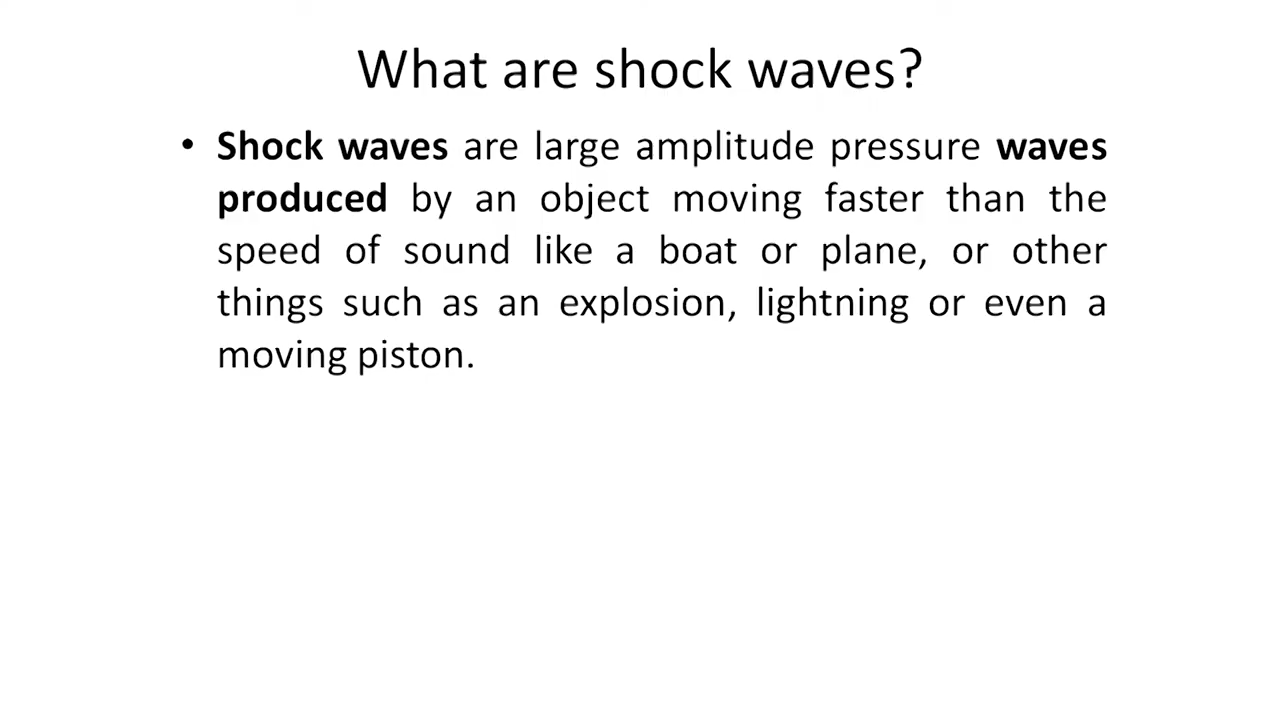 What are shock waves?
• Shock waves are large amplitude pressure waves
produced by an object moving faster than the
speed of sound like a boat or plane, or other
things such as an explosion, lightning or even a
moving piston.